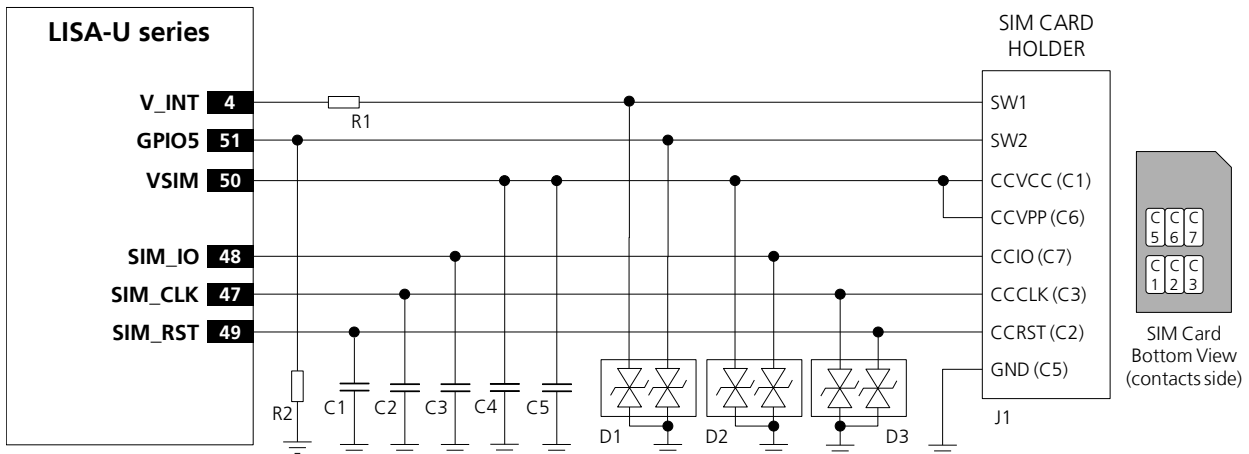 LISA-U series
SIM CARD
HOLDER
V_INT 4
R1
SW1
GPIO5 51
SW2
VSIM 50
CCVCC (C1)
CCVPP (C6)
SIM_IO 48
CCIO (C7)
SIM_CLK 47
CCCLK (C3)
SIM_RST 49
CCRST (C2)
GND (C5)
R2
C1
C2
C3
C4
C5
D1
D2
D3
J1
C5 C6 C7
C1 C2 C3
SIM Card
Bottom View
(contacts side)